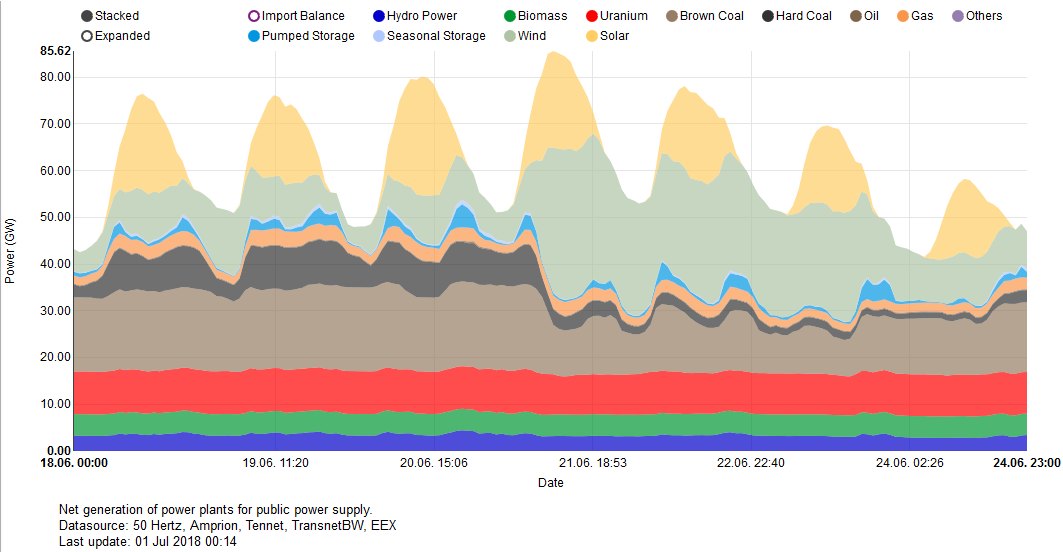 Stacked Import Balance Hydro Power Biomass Uranium Brown Coal Hard Coal Oil Gas Others
Expanded Pumped Storage Seasonal Storage Wind Solar
85.62
80.00
70.00
60.00
50.00
40.00
30.00
20.00
10.00
0.00
Power (GW)
18.06. 00:00 19.06. 11:20 20.06. 15:06 21.06. 18:53 22.06. 22:40 24.06. 02:26 24.06. 23:00
Date
Net generation of power plants for public power supply.
Datasource: 50 Hertz, Amprion, Tennet, TransnetBW, EEX
Last update: 01 Jul 2018 00:14